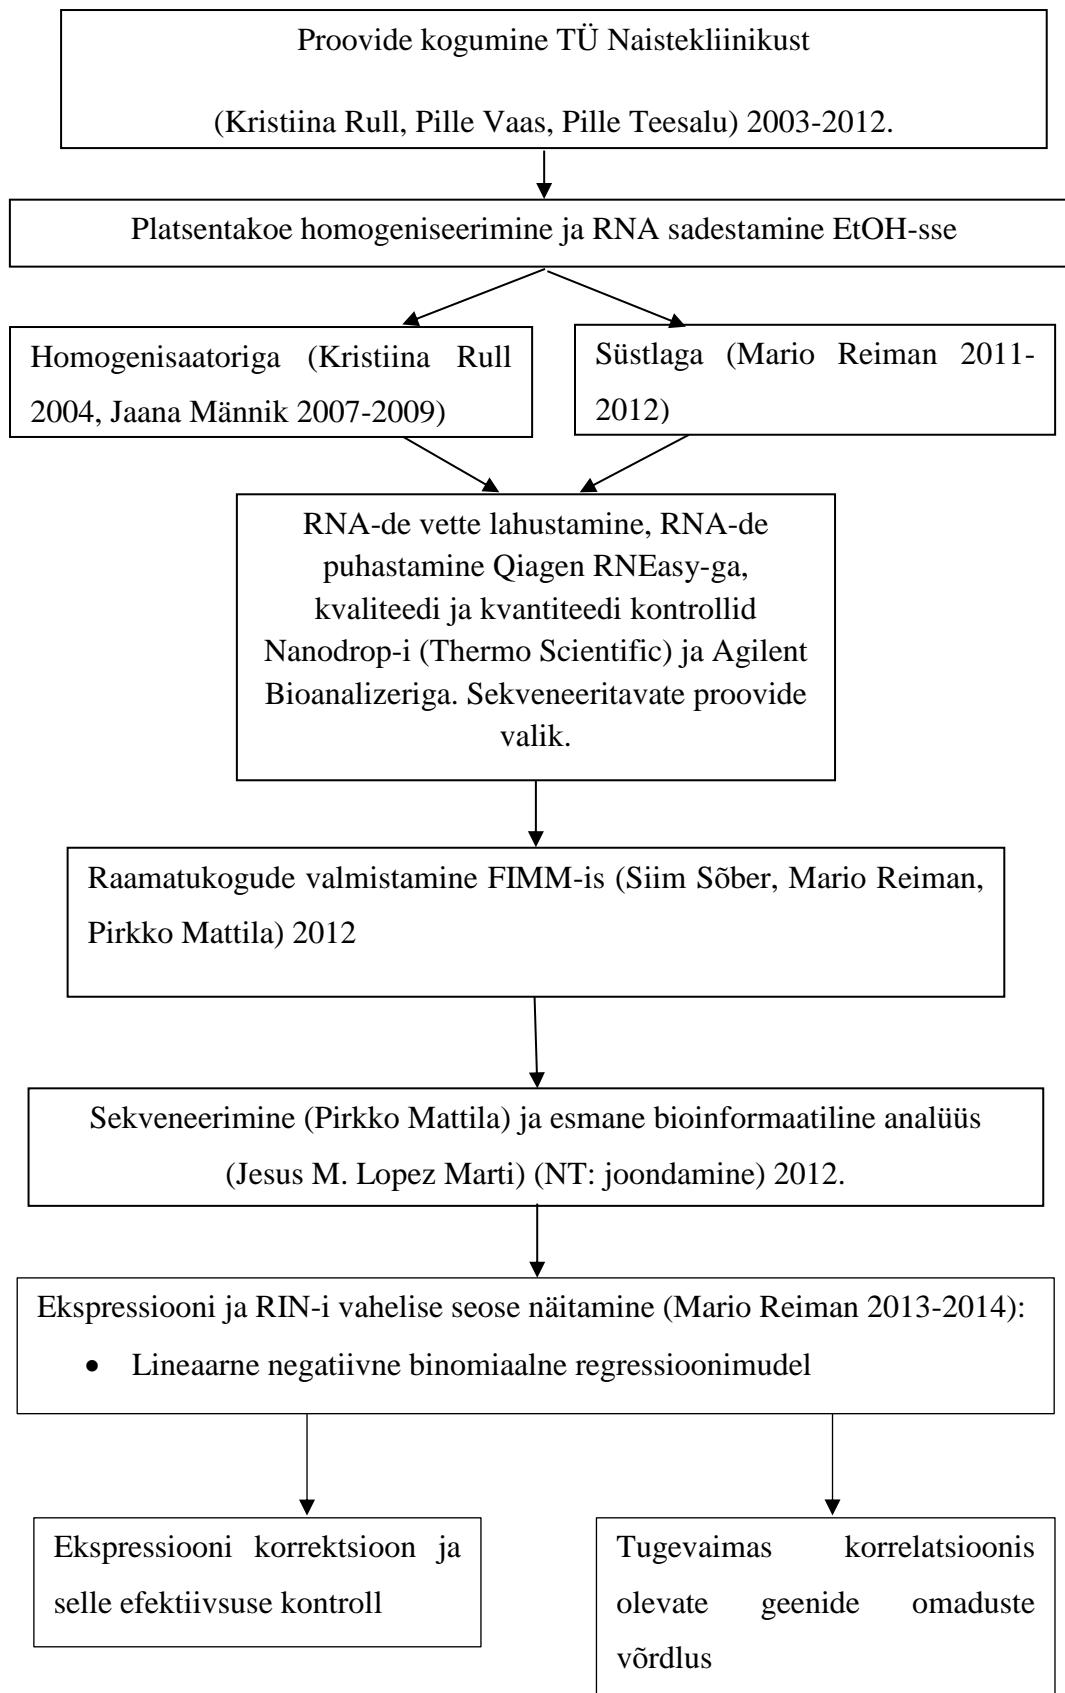 Proovide kogumine TÜ Naistekliinikust
(Kristiina Rull, Pille Vaas, Pille Teesalu) 2003-2012.
Platsentakoe homogeniseerimine ja RNA sadestamine EtOH-sse
Homogenisaatoriga (Kristiina Rull
2004, Jaana Männik 2007-2009)
Süstlaga (Mario Reiman 2011-
2012)
RNA-de vette lahustamine, RNA-de
puhastamine Qiagen RNEasy-ga,
kvaliteedi ja kvantiteedi kontrollid
Nanodrop-i (Thermo Scientific) ja Agilent
Bioanalizeriga. Sekveneeritavate proovide
valik.
Raamatukogude valmistamine FIMM-is (Siim Sõber, Mario Reiman,
Pirkko Mattila) 2012
Sekveneerimine (Pirkko Mattila) ja esmane bioinformaatiline analüüs
(Jesus M. Lopez Marti) (NT: joondamine) 2012.
Ekspressiooni ja RIN-i vahelise seose näitamine (Mario Reiman 2013-2014):
• Lineaarne negatiivne binomiaalne regressioonimudel
Ekspressiooni korrektsioon ja
selle efektiivsuse kontroll
Tugevaimas korrelatsioonis
olevate geenide omaduste
võrdlus